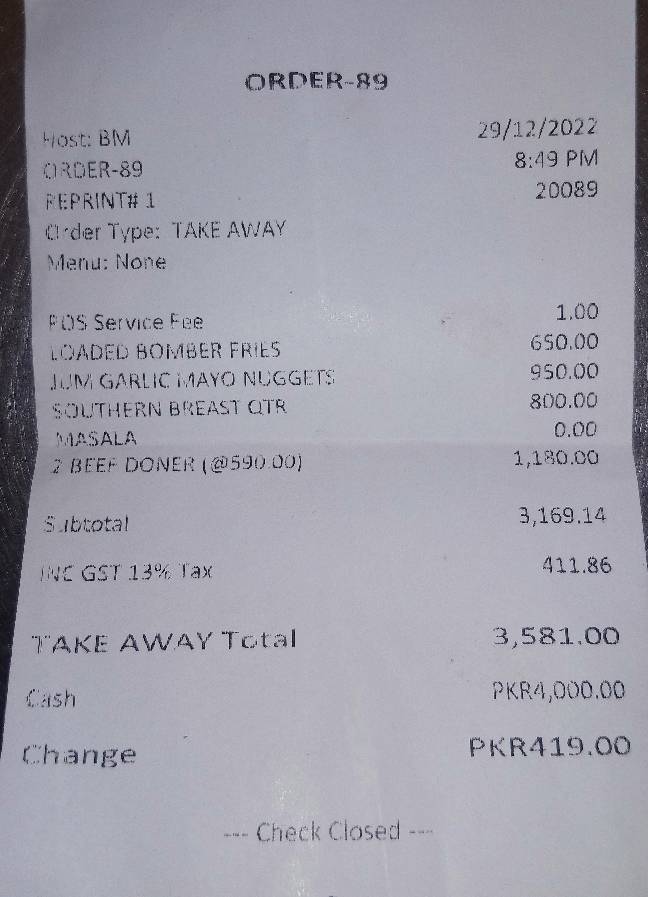 ORDER-89
Host: BM 29/12/2022
ORDER-89 8:49 PM
REPRINT# 1 20089
Order Type: TAKE AWAY
Menu: None
POS Service Fee 1.00
LOADED BOMBER FRIES 650.00
JUM GARLIC MAYO NUGGETS 950.00
SOUTHERN BREAST QTR 800.00
MASALA 0.00
2 BEEF DONER (@590.00) 1,180.00
Subtotal 3,169.14
INC GST 13% Tax 411.86
TAKE AWAY Total 3,581.00
Cash PKR4,000.00
Change PKR419.00
--- Check Closed ---